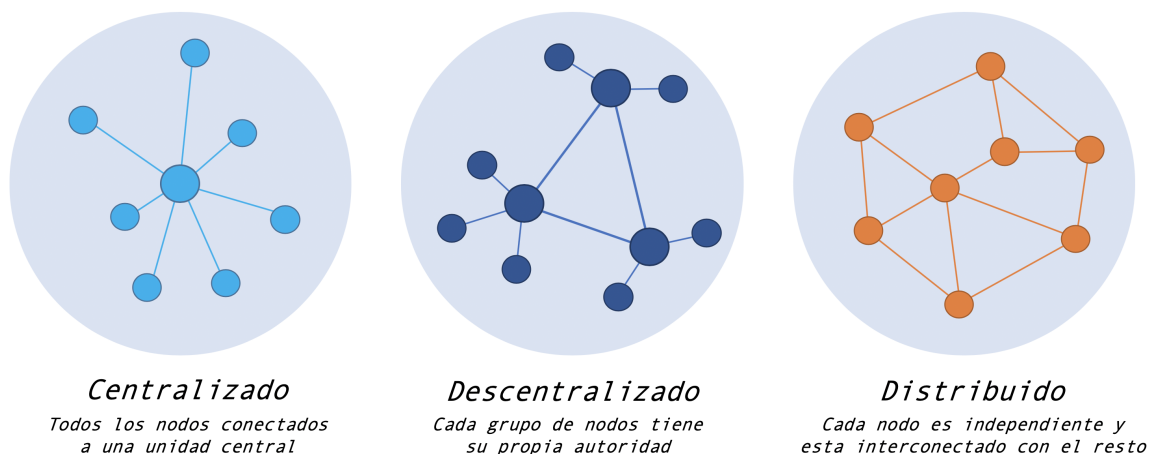 Centralizado
Todos los nodos conectados
a una unidad central
Descentralizado
Cada grupo de nodos tiene
su propia autoridad
Distribuido
Cada nodo es independiente y
esta interconectado con el resto